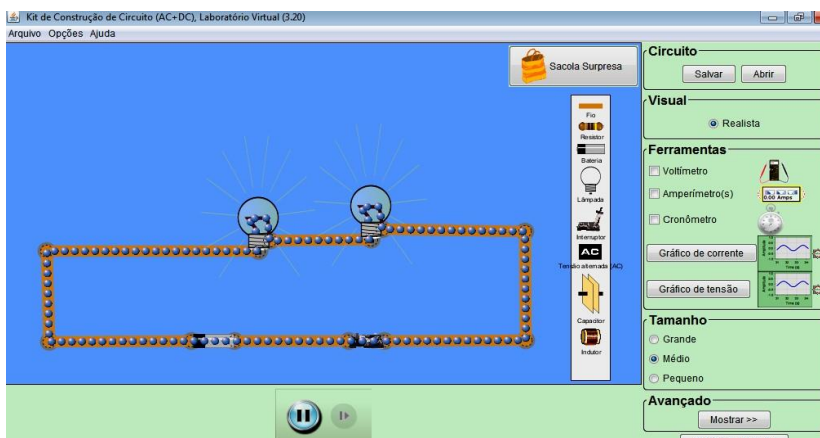 Kit de Construção de Circuito (AC+DC), Laboratório Virtual (3.20)
Arquivo Opções Ajuda
Sacola Surpresa
Fio
Resistor
Bateria
Lâmpada
Interruptor
AC
Tensão alternada (AC)
Capacitor
Indutor
Circuito
Salvar
Abrir
Visual
Realista
Ferramentas
Voltímetro
Amperímetro(s)
0.00 Amps
Cronômetro
Gráfico de corrente
Gráfico de tensão
Tamanho
Grande
Médio
Pequeno
Avançado
Mostrar >>